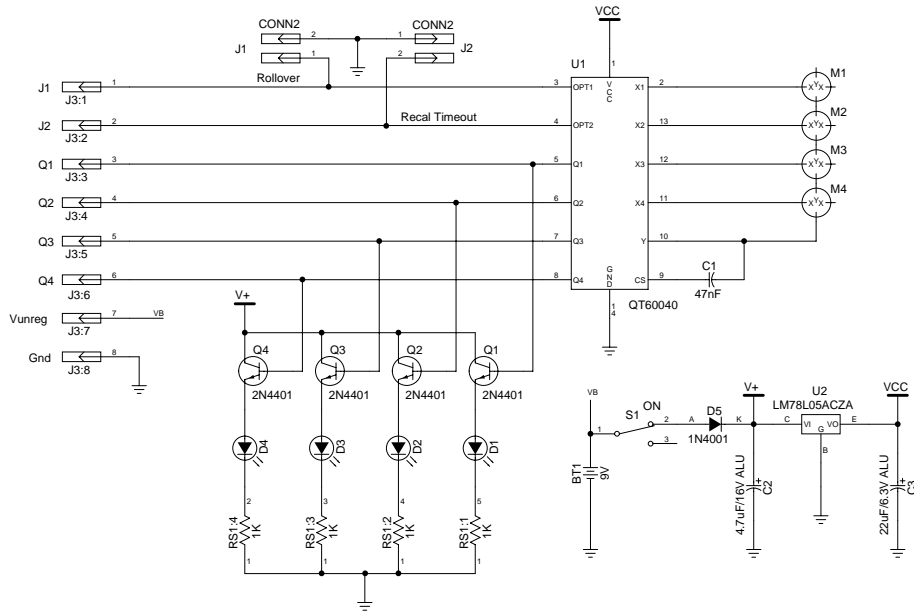 CONN2
CONN2
VCC
J1
2
1
2
1
J2
U1
1
Rollover
Recal Timeout
J1
J3:1
1
3
OPT1
VCC
X1
2
XYX
M1
J2
J3:2
2
4
OPT2
X2
13
XYX
M2
Q1
J3:3
3
5
Q1
X3
12
XYX
M3
Q2
J3:4
4
6
Q2
X4
11
XYX
M4
Q3
J3:5
5
7
Q3
Y
10
Q4
J3:6
6
8
Q4
GND
CS
9
C1
47nF
14
QT60040
V+
Vunreg
J3:7
7
VB
Gnd
J3:8
8
Q4
Q3
Q2
Q1
2N4401
2N4401
2N4401
2N4401
D4
D3
D2
D1
2
3
4
5
RS1:4
1K
RS1:3
1K
RS1:2
1K
RS1:1
1K
1
1
1
1
VB
S1
ON
1
2
3
A
D5
K
1N4001
V+
U2
LM78L05ACZA
VCC
C
VI
G
VO
E
B
BT1
9V
4.7uF/16V ALU
+
C2
22uF/6.3V ALU
+
C3